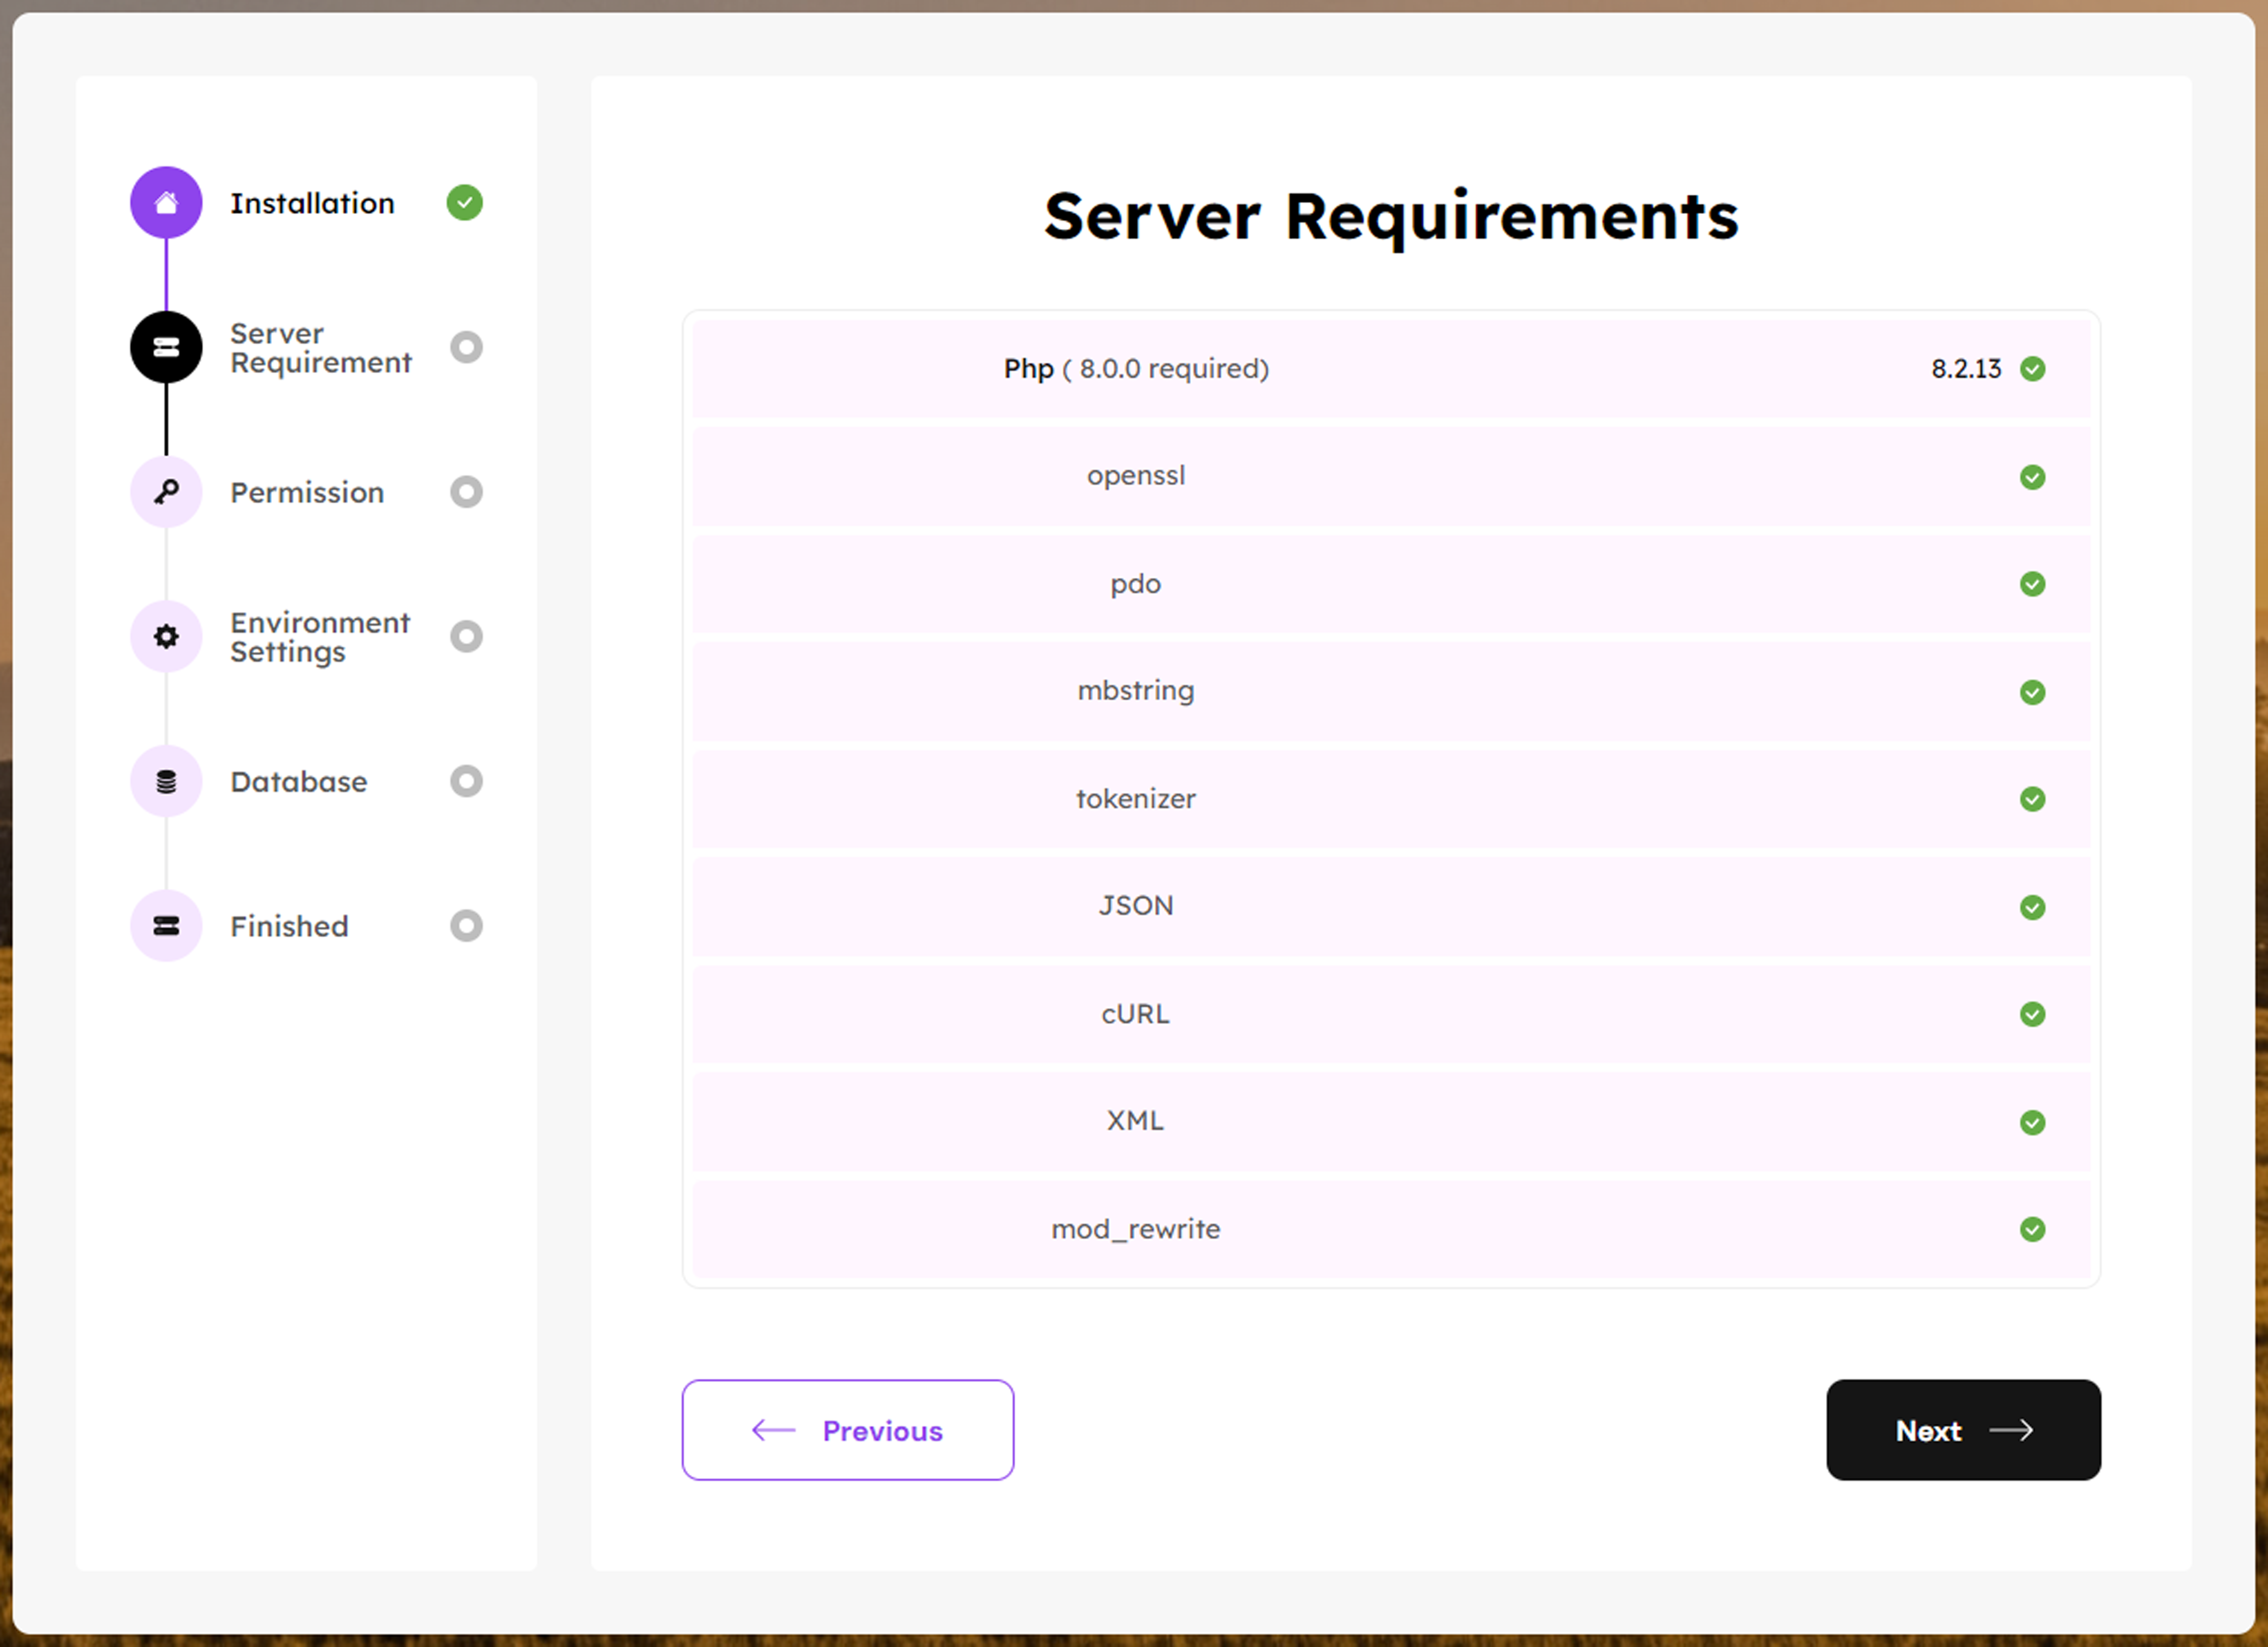 Installation
Server
Requirement
Permission
Environment
Settings
Database
Finished
Server Requirements
Php ( 8.0.0 required) 8.2.13
openssl
pdo
mbstring
tokenizer
JSON
cURL
XML
mod_rewrite
Previous
Next